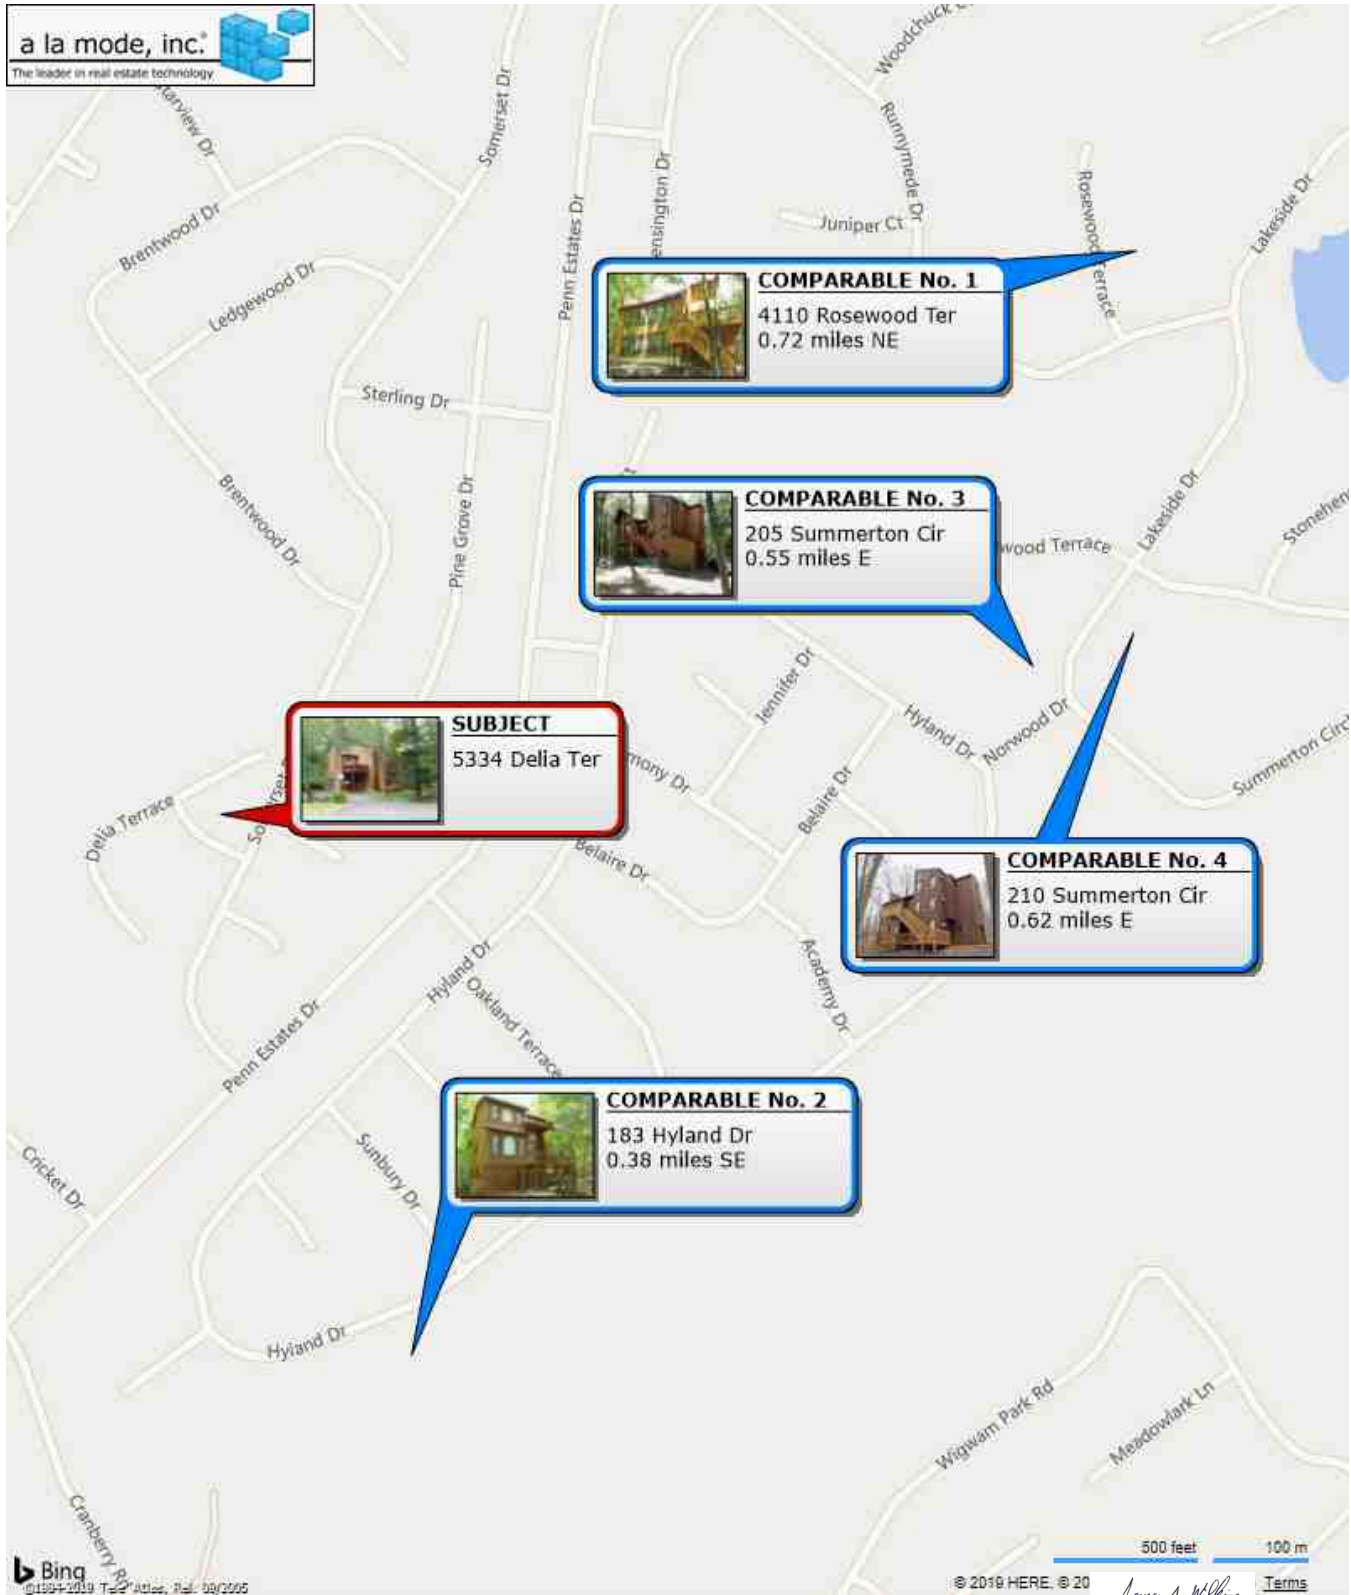 a la mode, inc.
The leader in real estate technology
Woodchuck
Somerset Dr
Runnymede Dr
Brentwood Dr
Penn Estates Dr
Juniper Ct
Rosewood Terrace
Lakeside Dr
Ledgewood Dr
COMPARABLE No. 1
4110 Rosewood Ter
0.72 miles NE
Sterling Dr
Brentwood Dr
Pine Grove Dr
COMPARABLE No. 3
205 Summerton Cir
0.55 miles E
wood Terrace
Lakeside Dr
Jennifer Dr
Hyland Dr
Norwood Dr
SUBJECT
5334 Delia Ter
mony Dr
Summerton Circ
Delia Terrace
Belaire Dr
Belaire Dr
COMPARABLE No. 4
210 Summerton Cir
0.62 miles E
Academy Dr
Hyland Dr
Oakland Terrace
Penn Estates Dr
COMPARABLE No. 2
183 Hyland Dr
0.38 miles SE
Cricket Dr
Sunbury Dr
Hyland Dr
Wigwam Park Rd
Meadowlark Ln
Cranberry
500 feet 100 m
Bing
© 2019 HERE, © 20 Terms